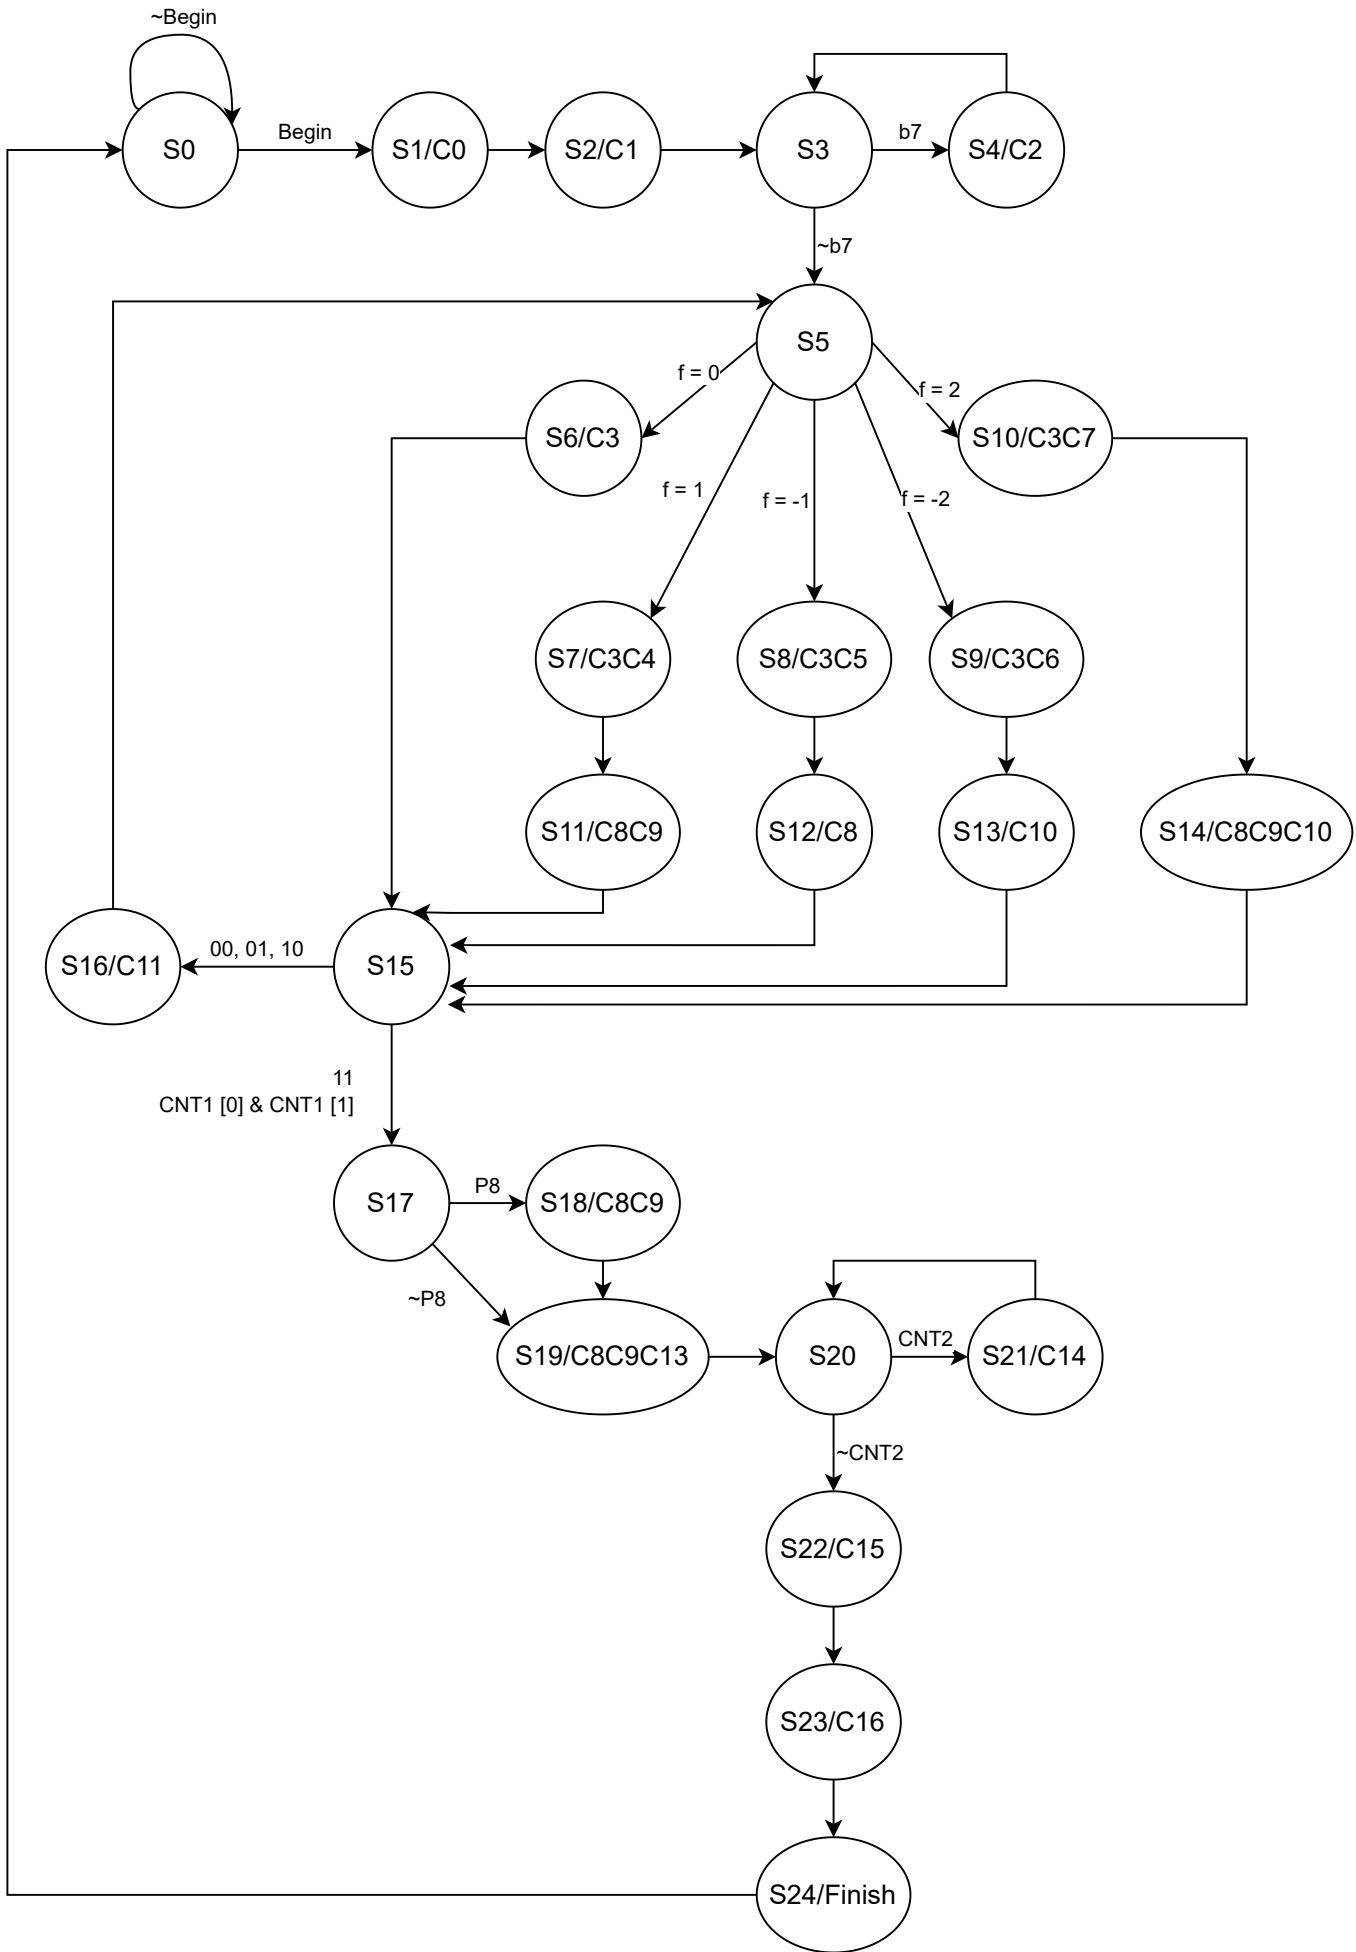 ~Begin
S0
Begin
S1/C0
S2/C1
S3
b7
S4/C2
~b7
S5
f = 0
f = 2
S6/C3
S10/C3C7
f = 1
f = -1
f = -2
S7/C3C4
S8/C3C5
S9/C3C6
S11/C8C9
S12/C8
S13/C10
S14/C8C9C10
S16/C11
00, 01, 10
S15
11
CNT1 [0] & CNT1 [1]
S17
P8
S18/C8C9
~P8
S19/C8C9C13
S20
CNT2
S21/C14
~CNT2
S22/C15
S23/C16
S24/Finish